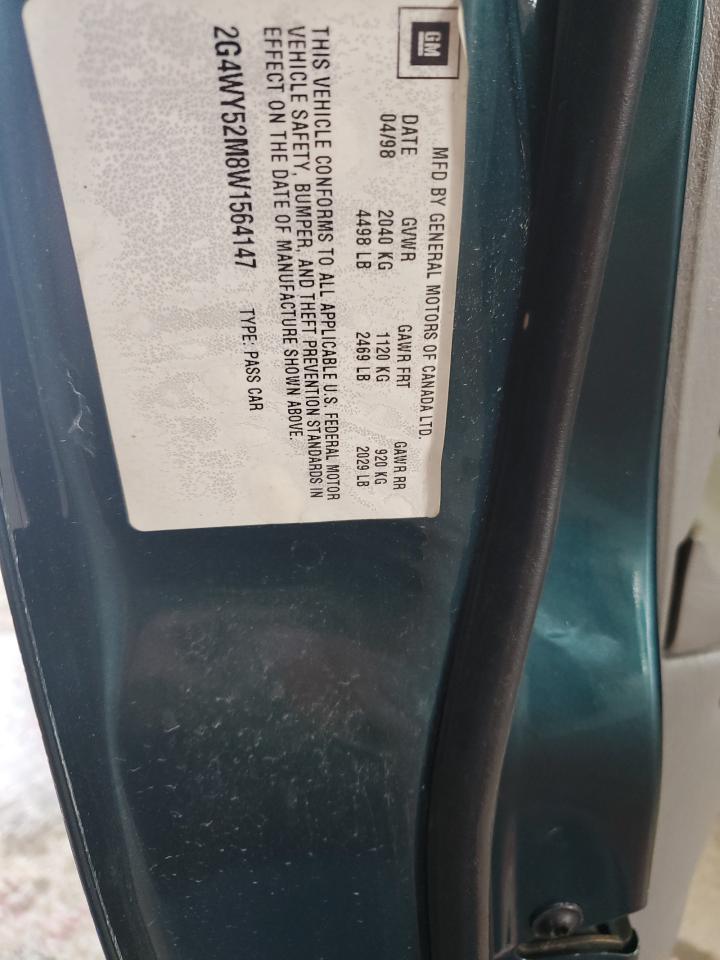 GM
MFD BY GENERAL MOTORS OF CANADA LTD.
DATE GVWR GAWR FRT GAWR RR
04/98 2040 KG 1120 KG 920 KG
4498 LB 2469 LB 2029 LB
THIS VEHICLE CONFORMS TO ALL APPLICABLE U.S. FEDERAL MOTOR
VEHICLE SAFETY, BUMPER, AND THEFT PREVENTION STANDARDS IN
EFFECT ON THE DATE OF MANUFACTURE SHOWN ABOVE.
2G4WY52M8W1564147 TYPE: PASS CAR